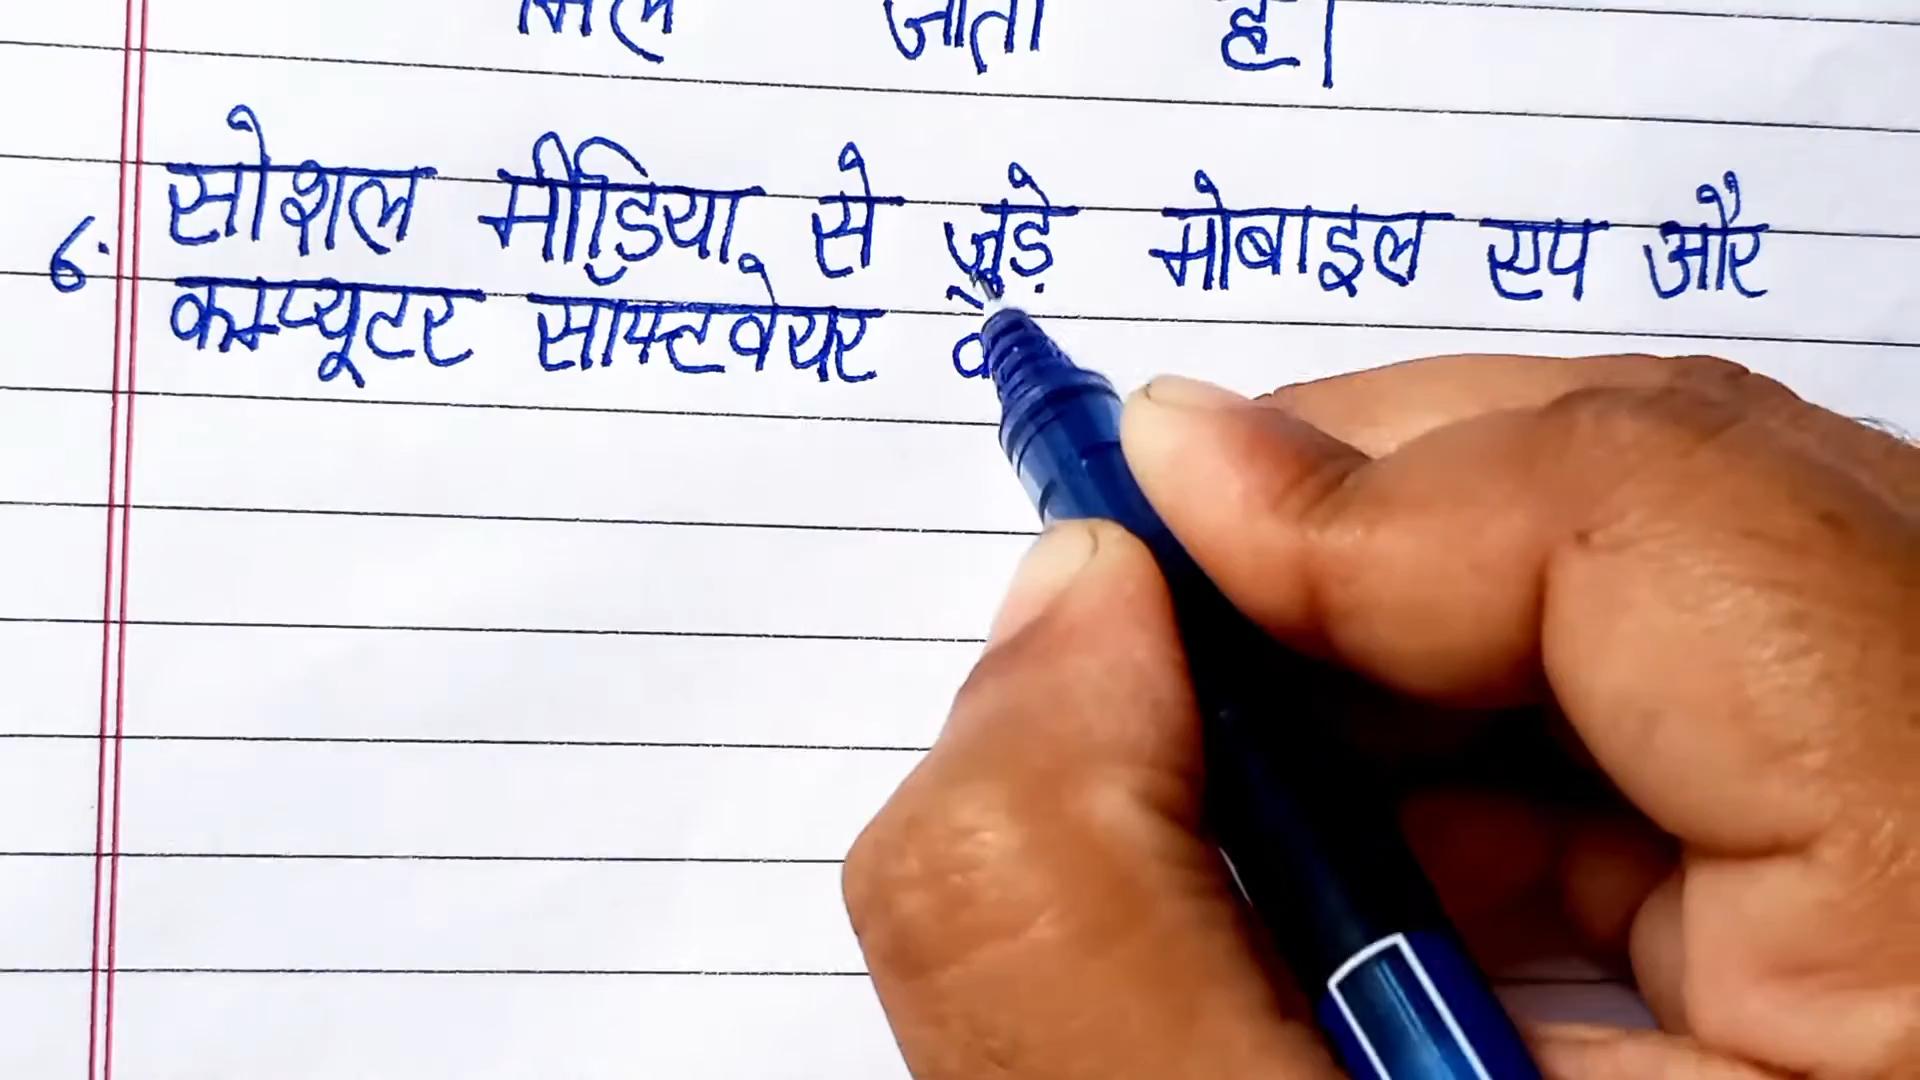 मिल जाता है।
6. सोशल मीडिया से जुड़े मोबाइल एप और
कम्प्यूटर सॉफ्टवेयर